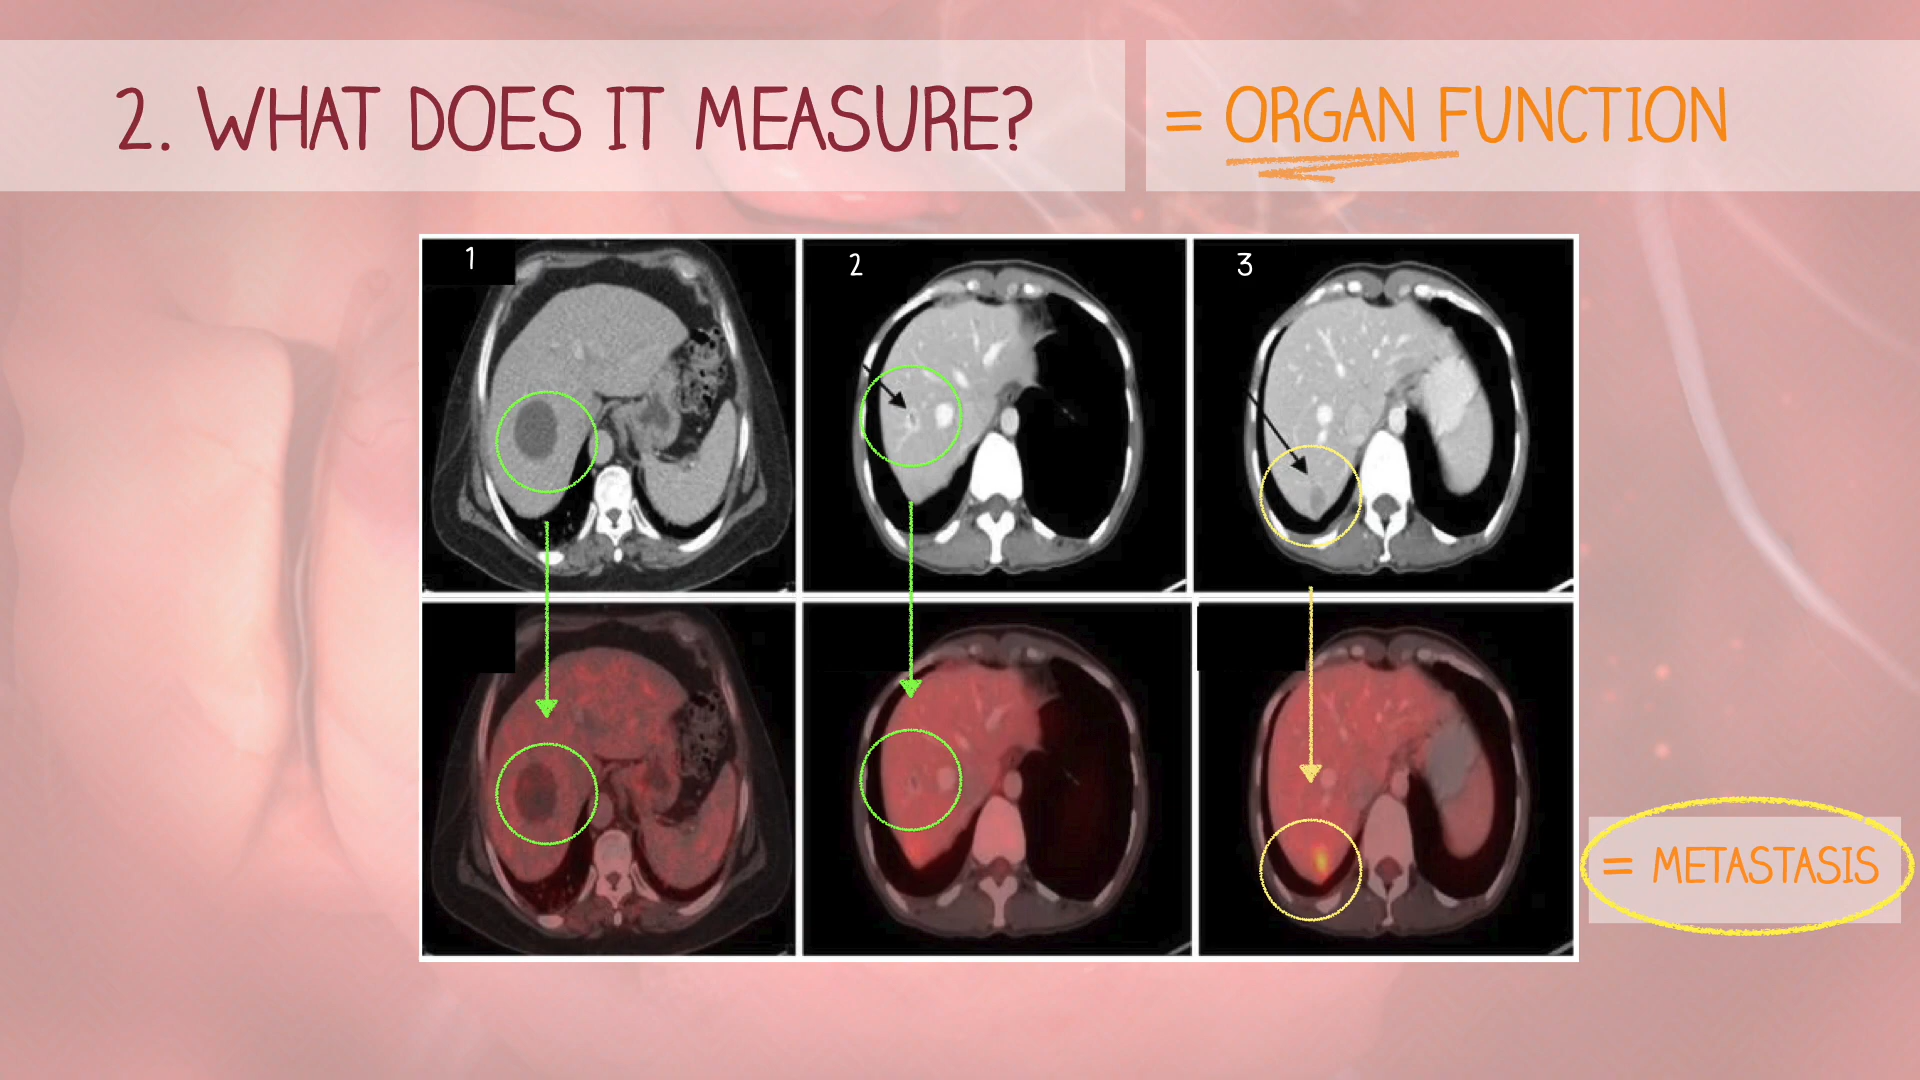 2. WHAT DOES IT MEASURE?
= ORGAN FUNCTION
1
2
3
= METASTASIS